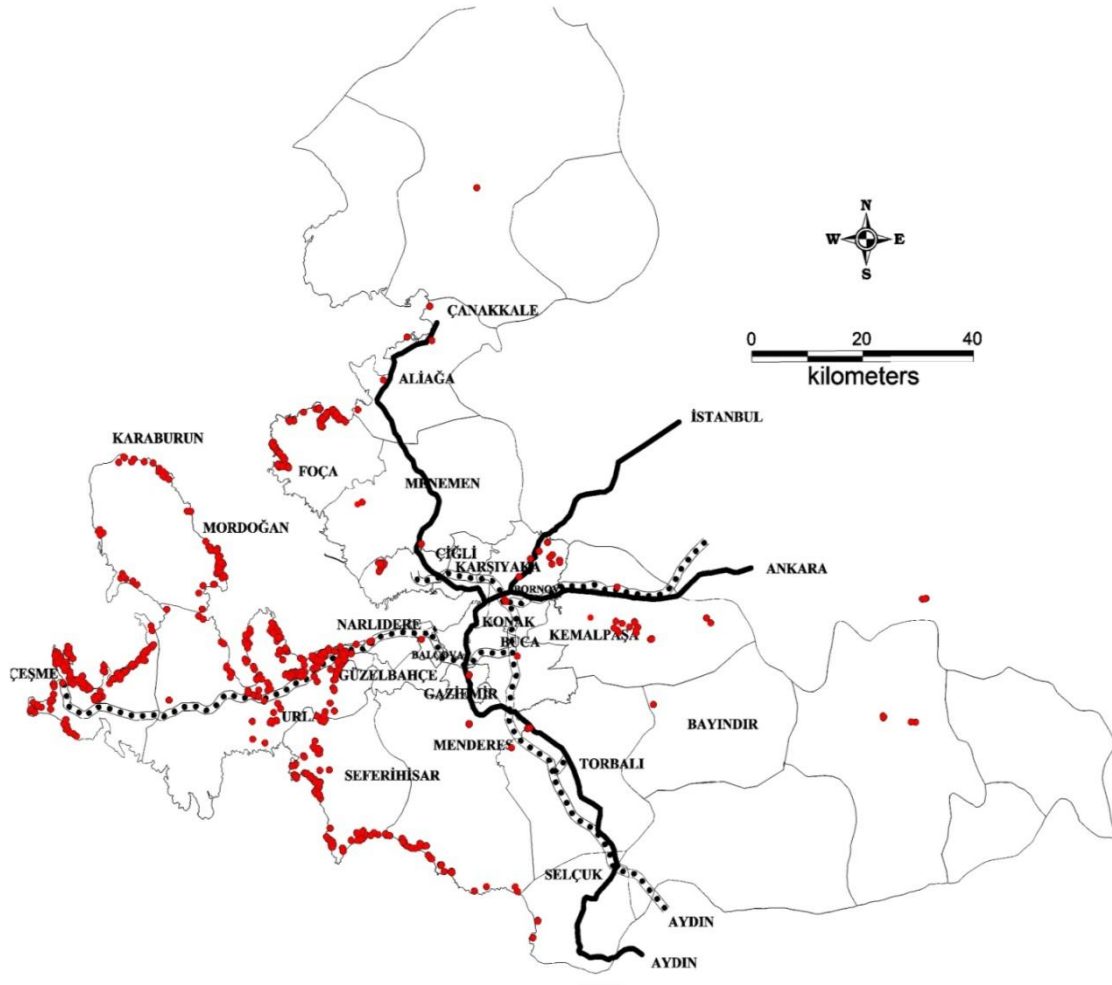 ÇANAKKALE
N
W E
S
0 20 40
kilometers
ALİAĞA
İSTANBUL
KARABURUN
FOÇA
MENEMEN
MORDOĞAN
ÇİĞLİ
KARŞIYAKA
ANKARA
BORNOV
NARLIDERE
KONAK
BUCA
KEMALPAŞA
BALÇOVA
ÇEŞME
GÜZELBAHÇE
GAZİEMİR
URLA
BAYINDIR
MENDERES
TORBALI
SEFERİHİSAR
SELÇUK
AYDIN
AYDIN